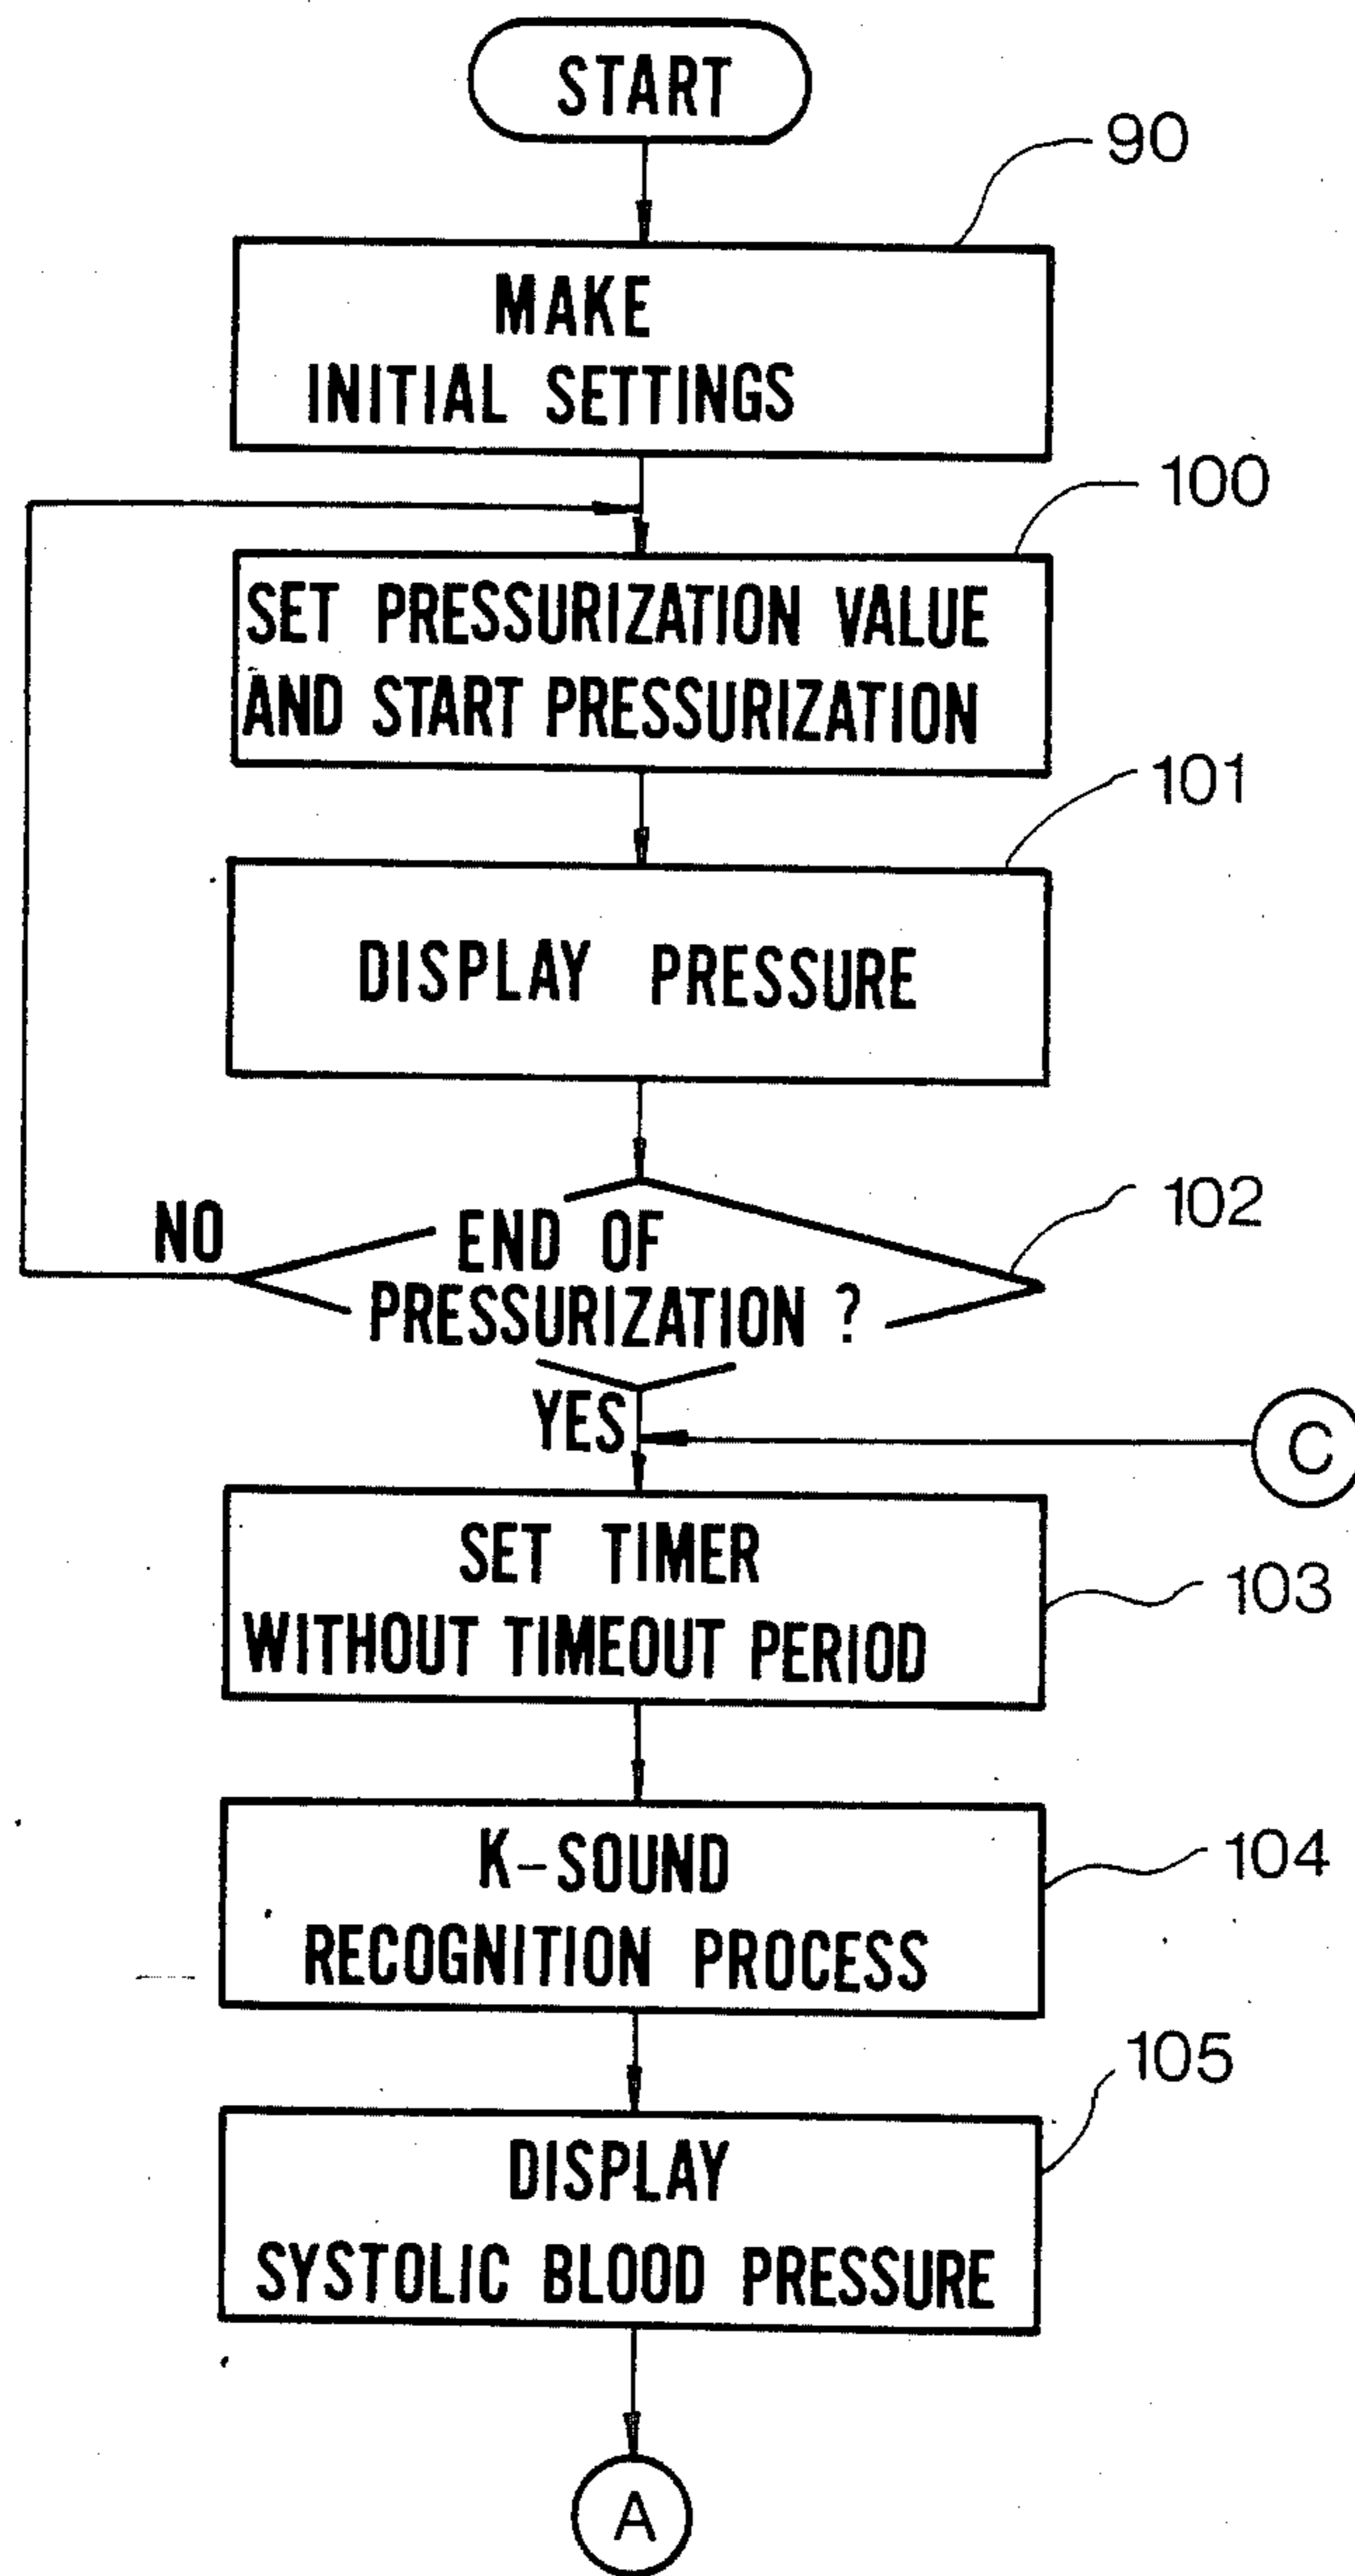 START
90
MAKE
INITIAL SETTINGS
100
SET PRESSURIZATION VALUE
AND START PRESSURIZATION
101
DISPLAY PRESSURE
102
NO
END OF
PRESSURIZATION ?
YES
C
SET TIMER
WITHOUT TIMEOUT PERIOD
103
K-SOUND
RECOGNITION PROCESS
104
105
DISPLAY
SYSTOLIC BLOOD PRESSURE
A